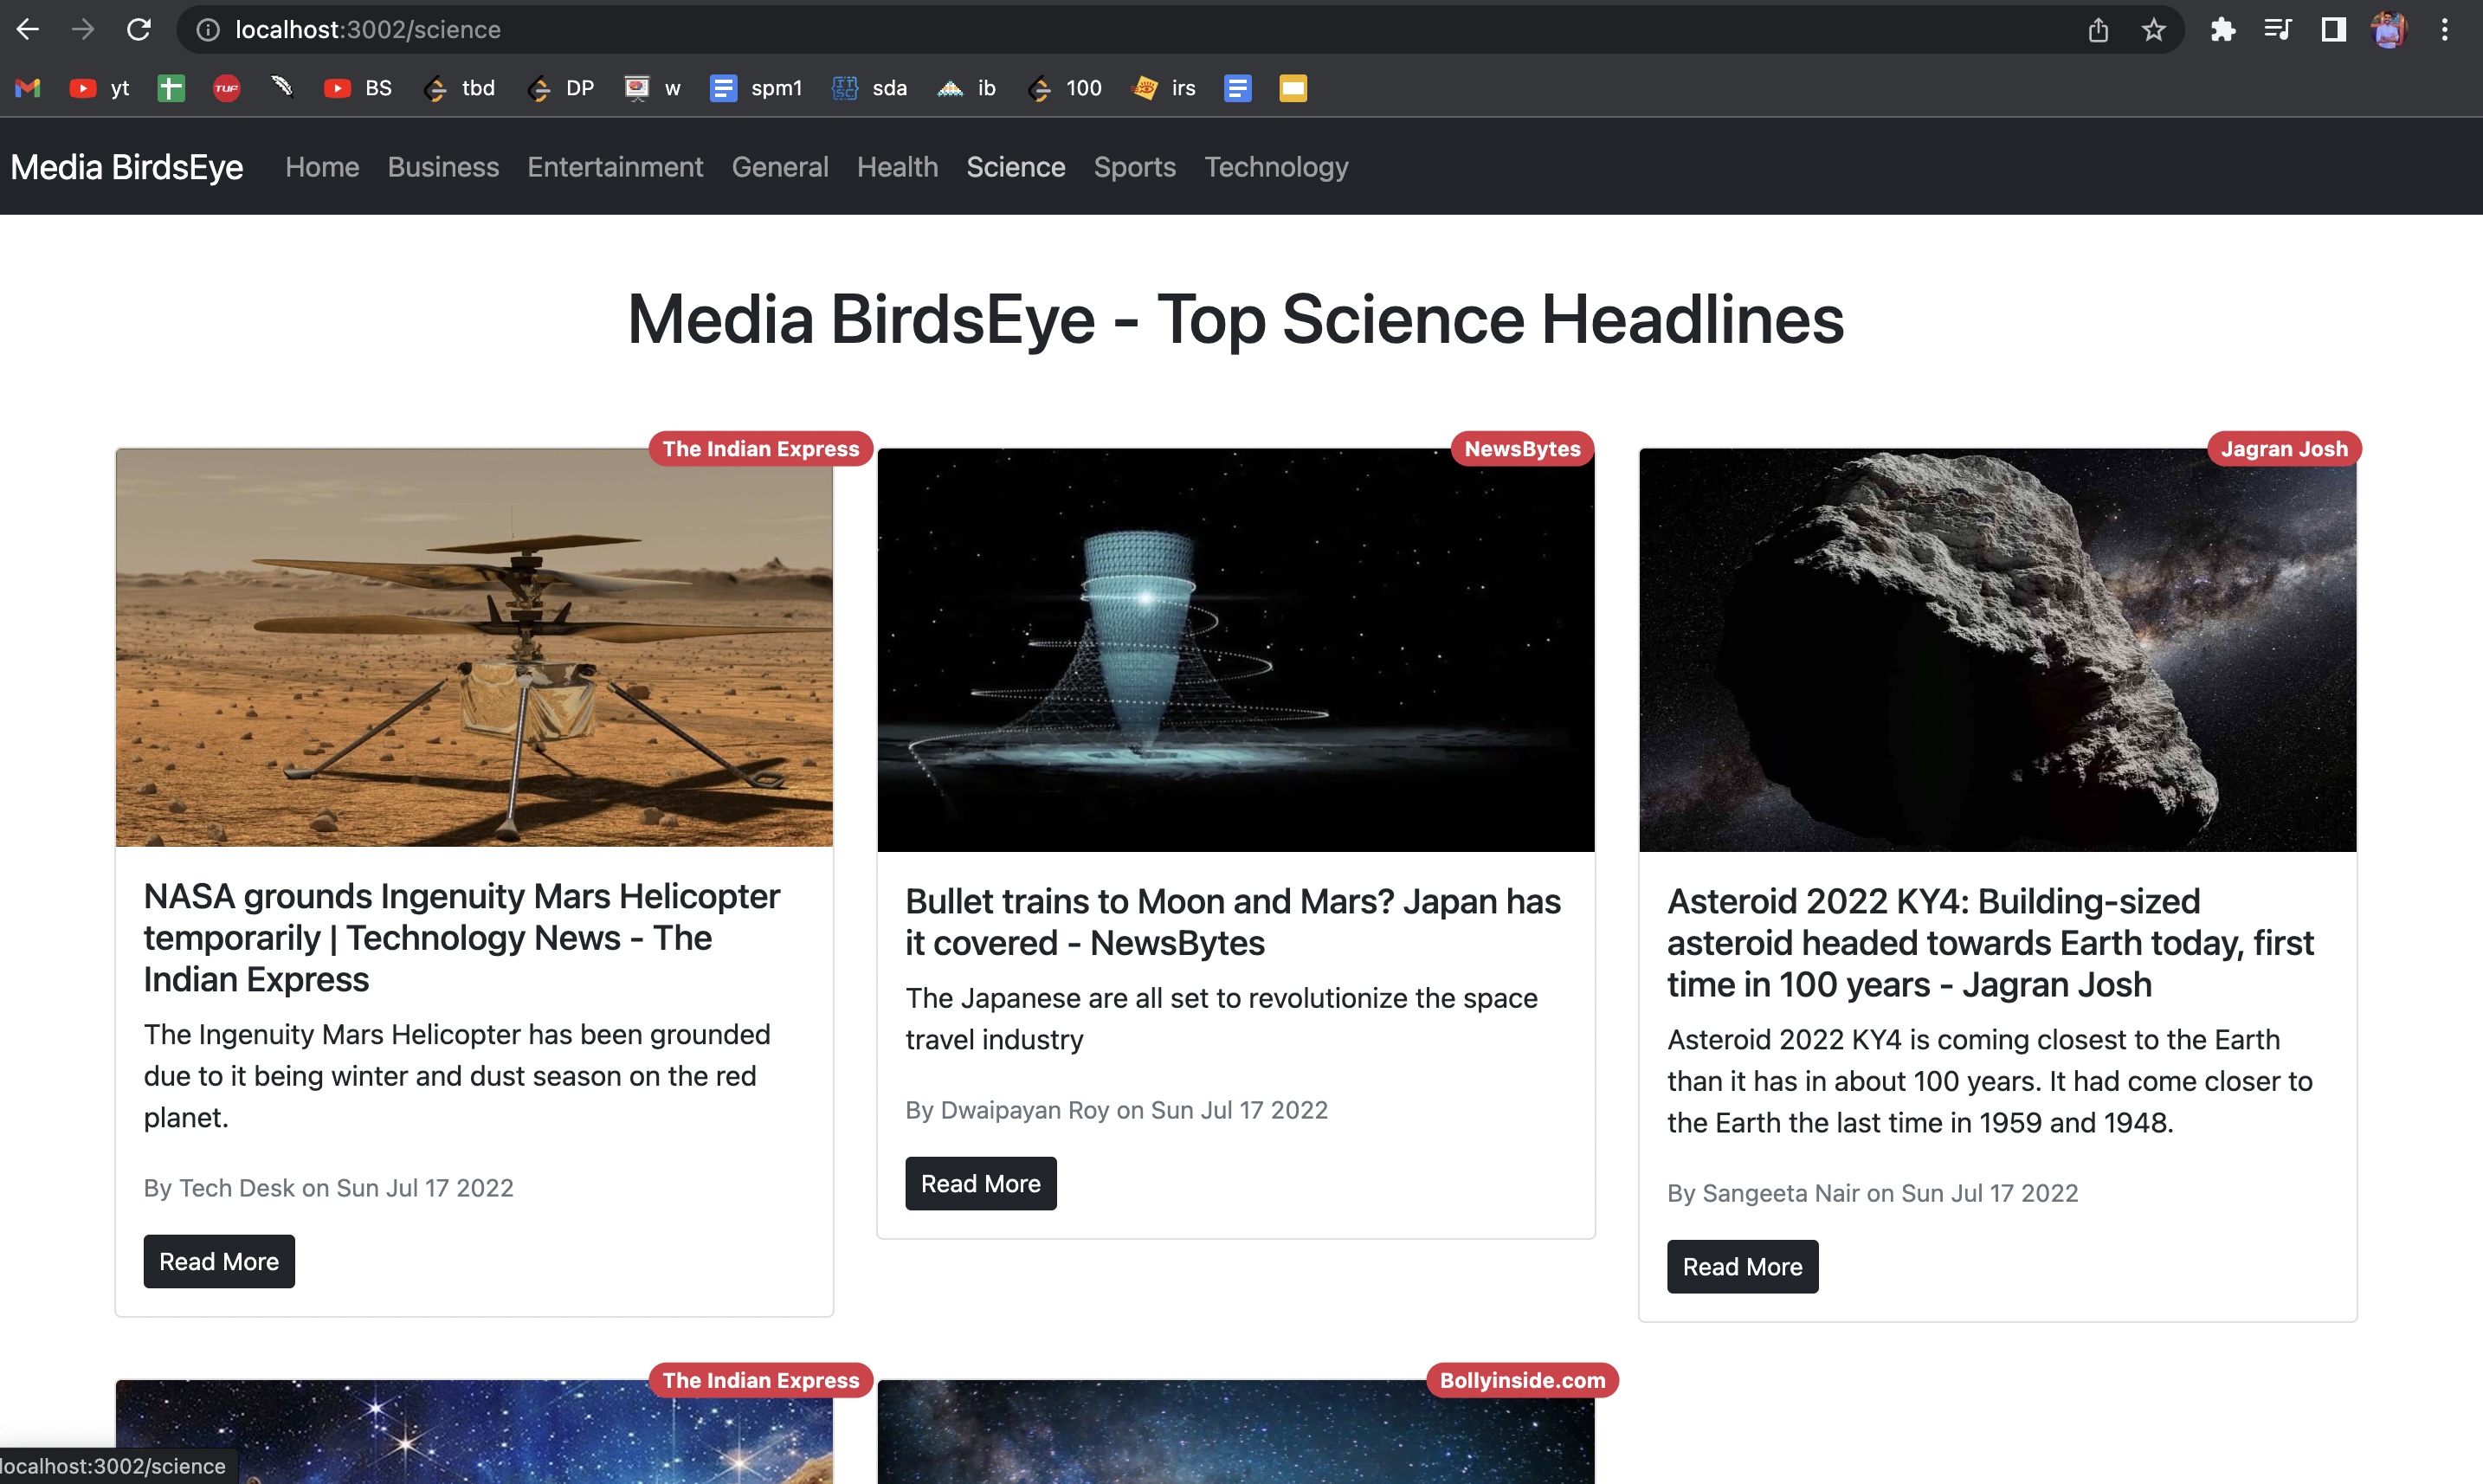 localhost:3002/science
yt TUF BS tbd DP w spm1 sda ib 100 irs
Media BirdsEye Home Business Entertainment General Health Science Sports Technology
Media BirdsEye - Top Science Headlines
The Indian Express
NASA grounds Ingenuity Mars Helicopter
temporarily | Technology News - The
Indian Express
The Ingenuity Mars Helicopter has been grounded
due to it being winter and dust season on the red
planet.
By Tech Desk on Sun Jul 17 2022
Read More
NewsBytes
Bullet trains to Moon and Mars? Japan has
it covered - NewsBytes
The Japanese are all set to revolutionize the space
travel industry
By Dwaipayan Roy on Sun Jul 17 2022
Read More
Jagran Josh
Asteroid 2022 KY4: Building-sized
asteroid headed towards Earth today, first
time in 100 years - Jagran Josh
Asteroid 2022 KY4 is coming closest to the Earth
than it has in about 100 years. It had come closer to
the Earth the last time in 1959 and 1948.
By Sangeeta Nair on Sun Jul 17 2022
Read More
The Indian Express
Bollyinside.com
localhost:3002/science